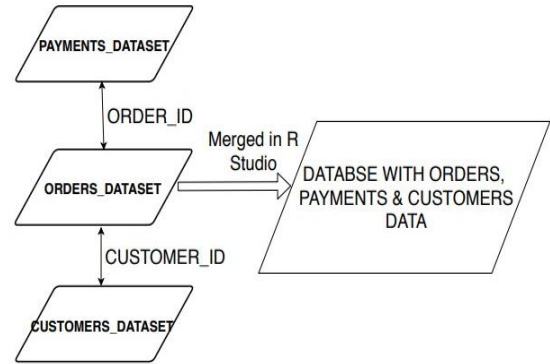 PAYMENTS_DATASET
ORDER_ID
ORDERS_DATASET
Merged in R
Studio
DATABSE WITH ORDERS,
PAYMENTS & CUSTOMERS
DATA
CUSTOMER_ID
CUSTOMERS_DATASET